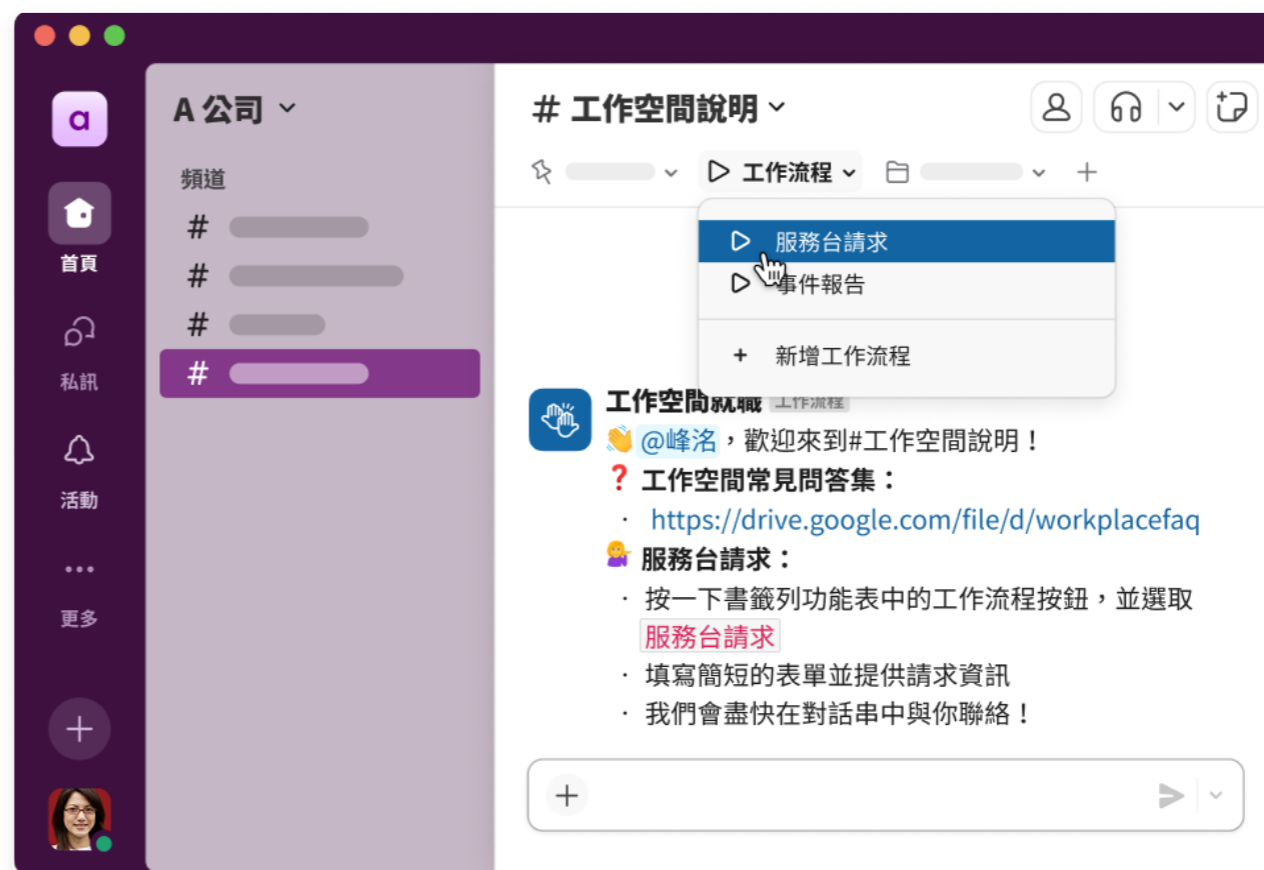 a
A 公司
# 工作空間說明
頻道
工作流程
#
服務台請求
#
事件報告
#
新增工作流程
#
首頁
私訊
活動
更多
工作空間就職 工作流程
👋 @峰洺，歡迎來到#工作空間說明！
❓ 工作空間常見問答集：
· https://drive.google.com/file/d/workplacefaq
💁 服務台請求：
· 按一下書籤列功能表中的工作流程按鈕，並選取
服務台請求
· 填寫簡短的表單並提供請求資訊
· 我們會盡快在對話串中與你聯絡！